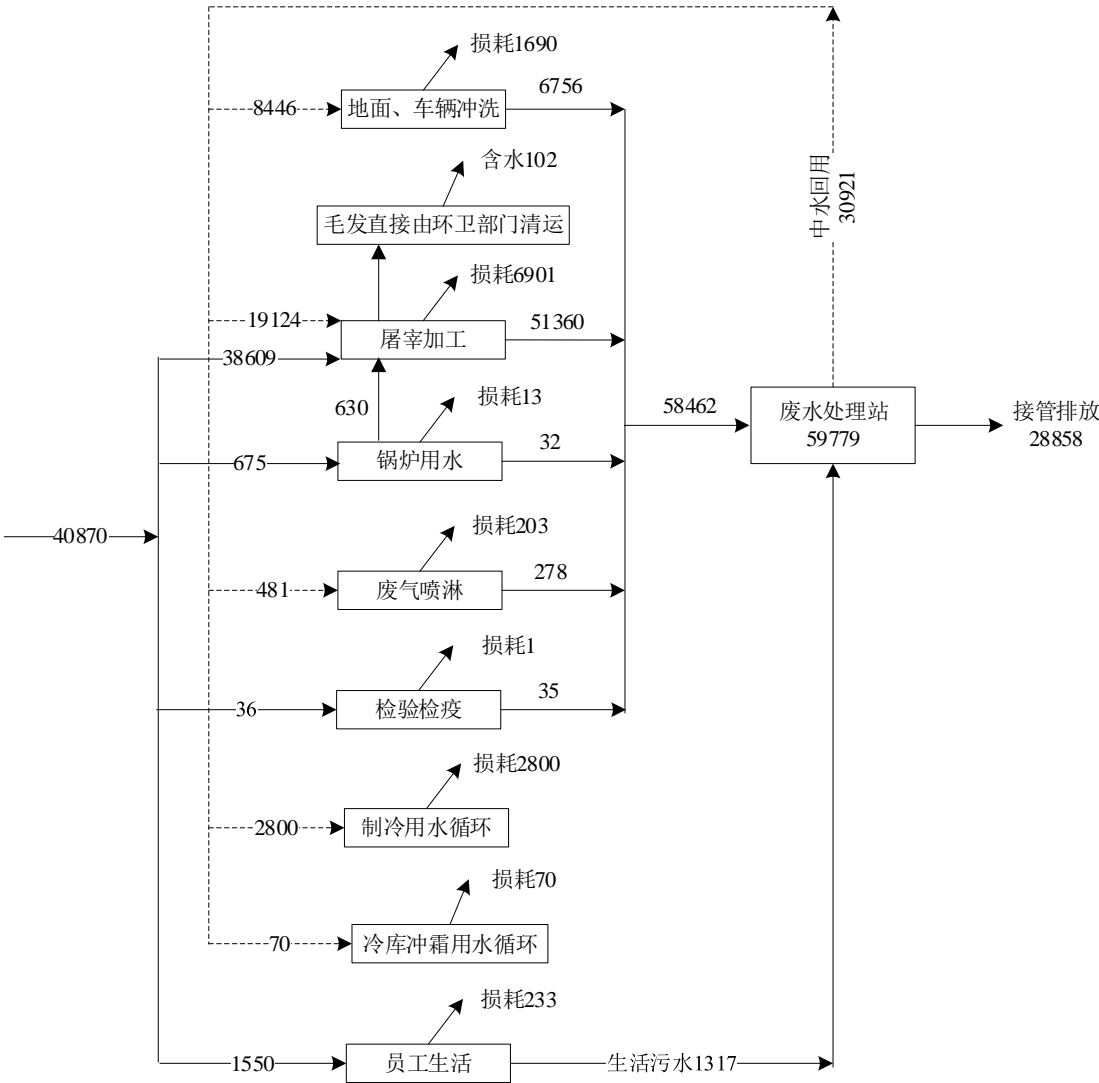 损耗1690
6756
8446
地面、车辆冲洗
含水102
毛发直接由环卫部门清运
中水回用
30921
损耗6901
19124
51360
屠宰加工
38609
630
损耗13
58462
废水处理站
59779
接管排放
28858
675
锅炉用水
32
40870
损耗203
481
废气喷淋
278
损耗1
36
检验检疫
35
损耗2800
2800
制冷用水循环
损耗70
70
冷库冲霜用水循环
损耗233
1550
员工生活
生活污水1317